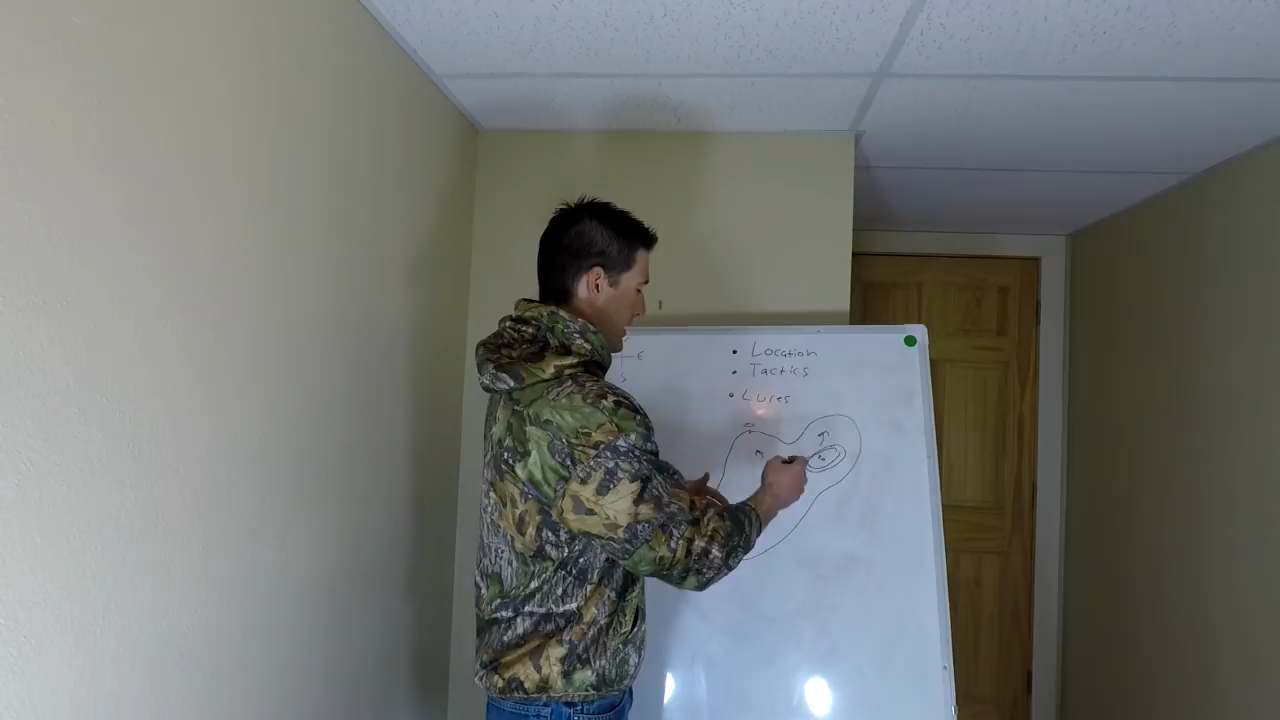 E
S
• Location
• Tactics
• Lures